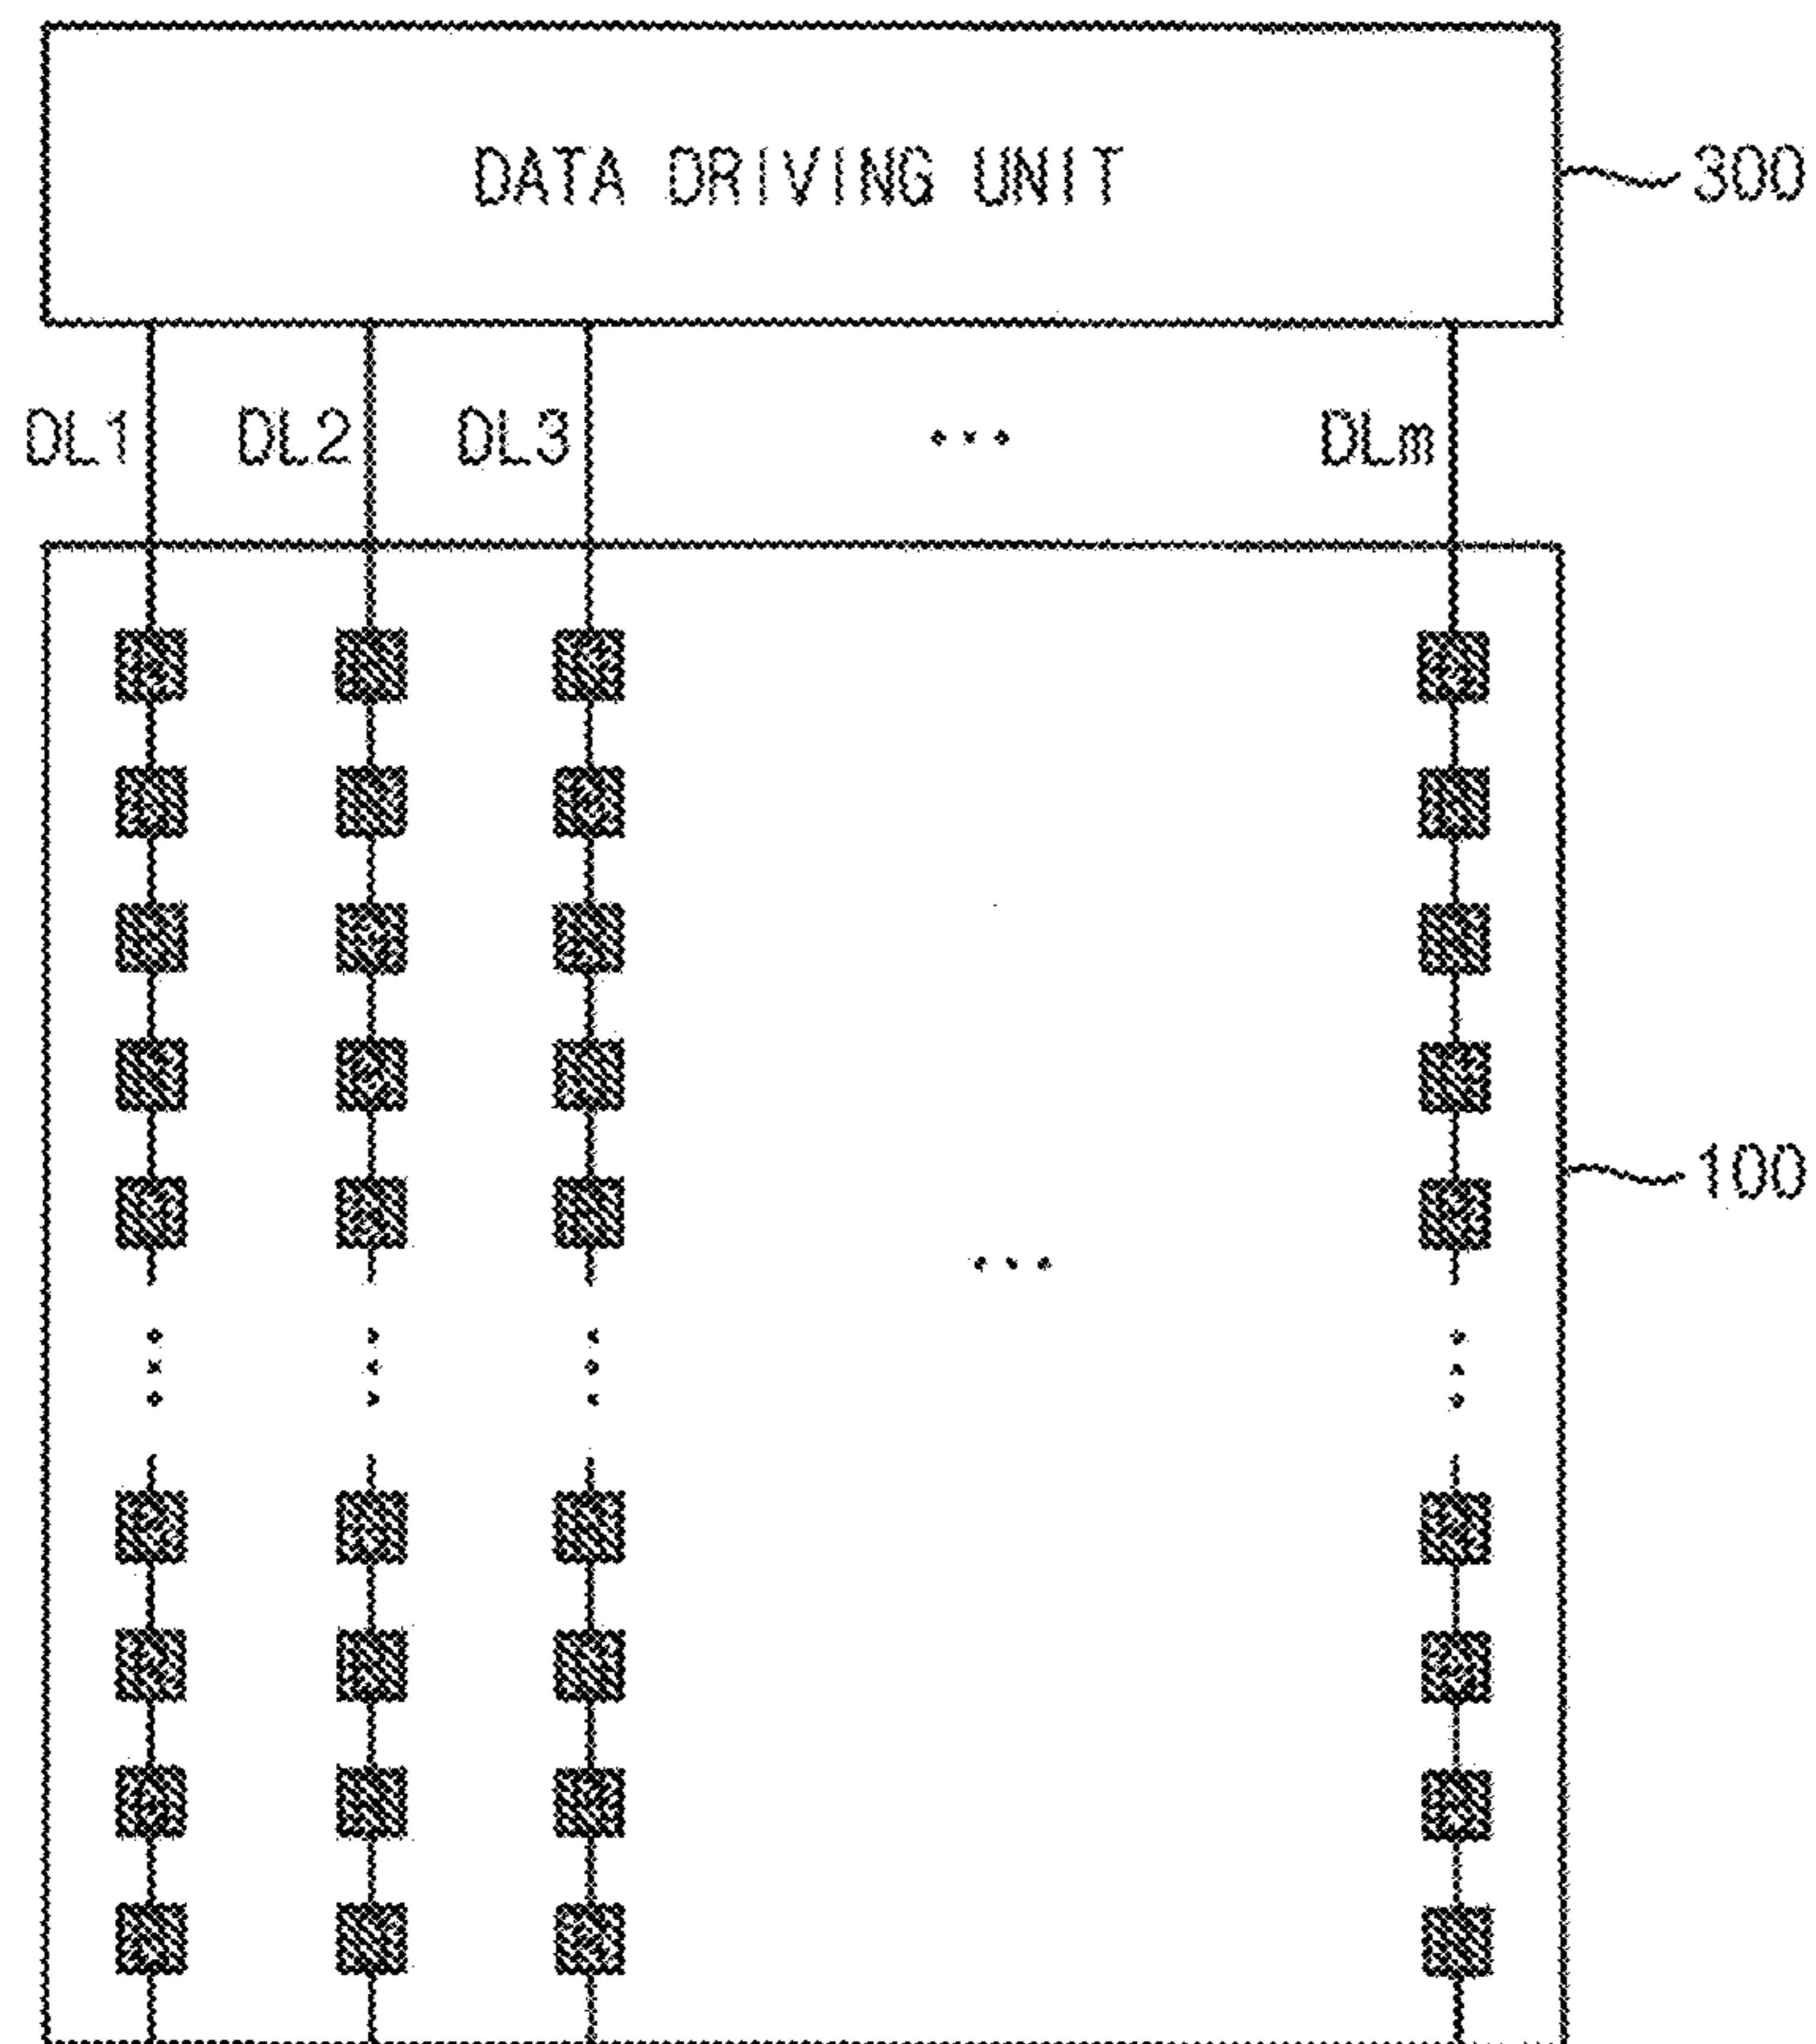 DATA DRIVING UNIT
300
DL1 DL2 DL3 ... DLm
100
...